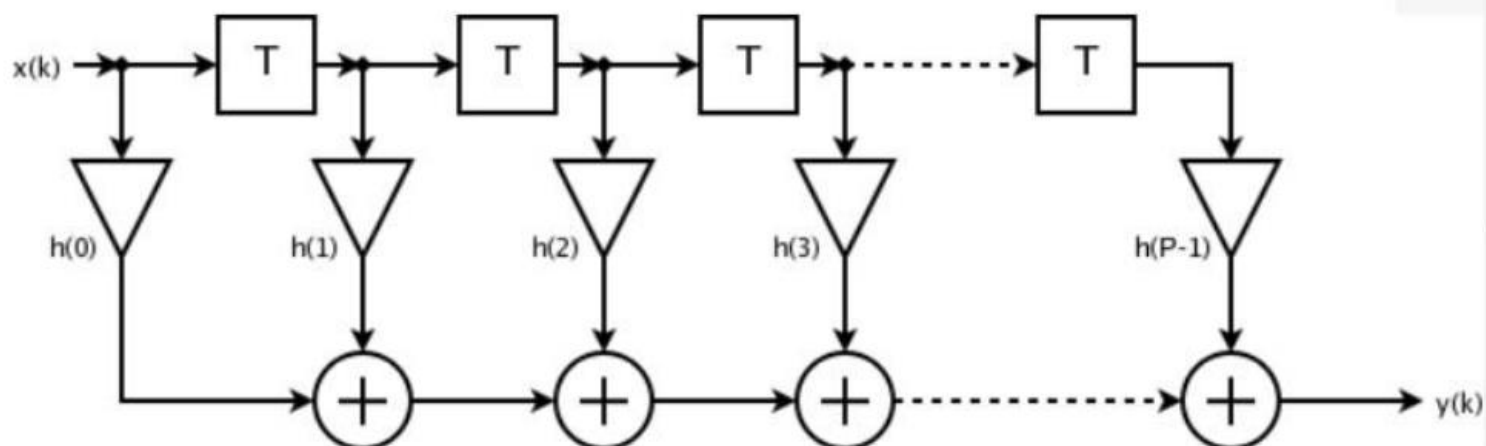 x(k)
T
T
T
T
h(0)
h(1)
h(2)
h(3)
h(P-1)
+
+
+
+
y(k)